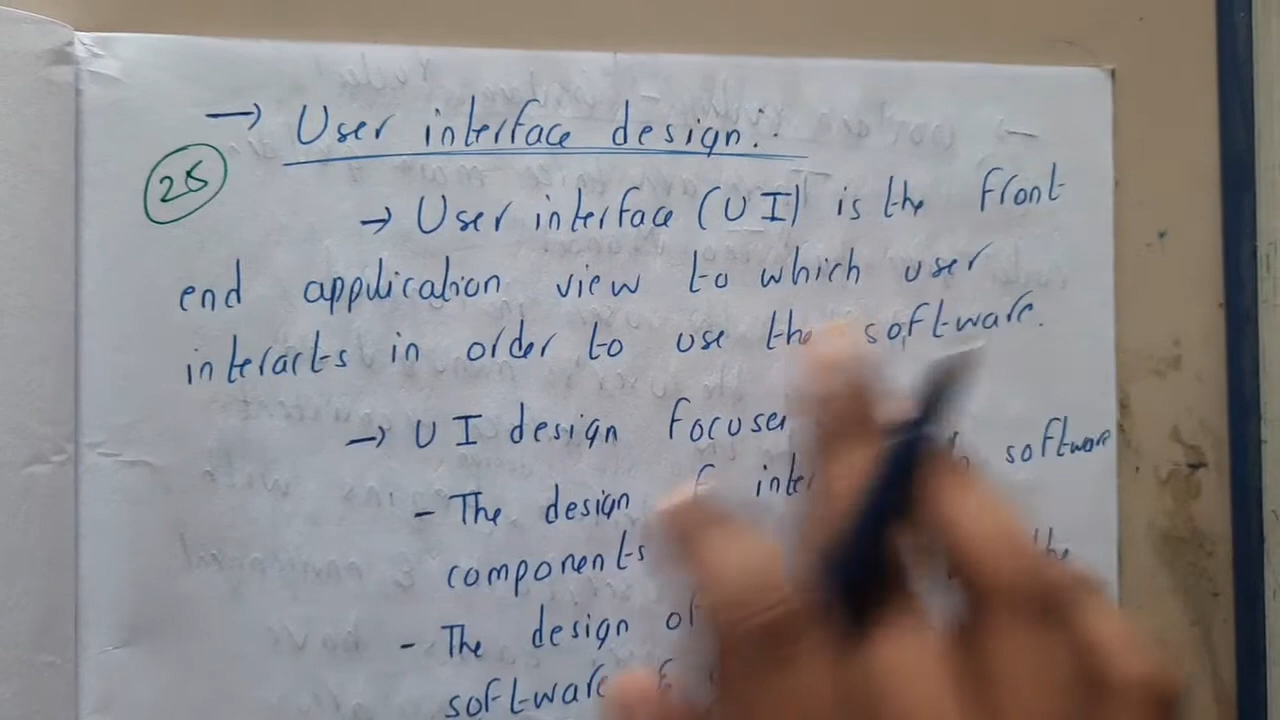 → User interface design:
25
→ User interface (UI) is the front
end application view to which user
interacts in order to use the software.
→ UI design focuses software
- The design
components the
- The design of
software &